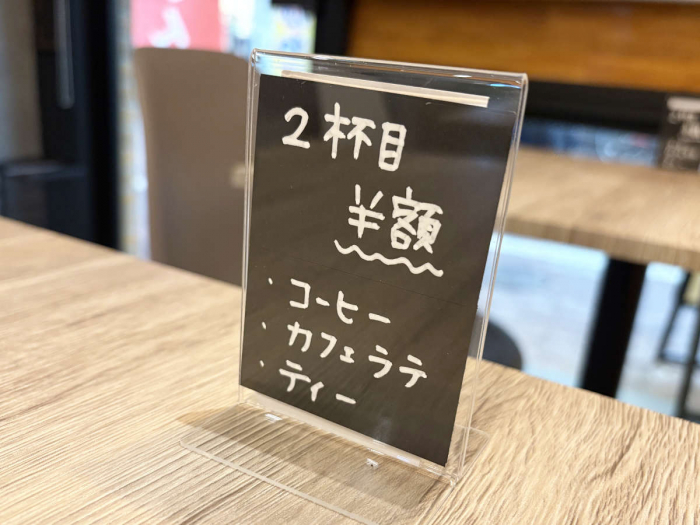 2杯目
半額
・コーヒー
・カフェラテ
・ティー